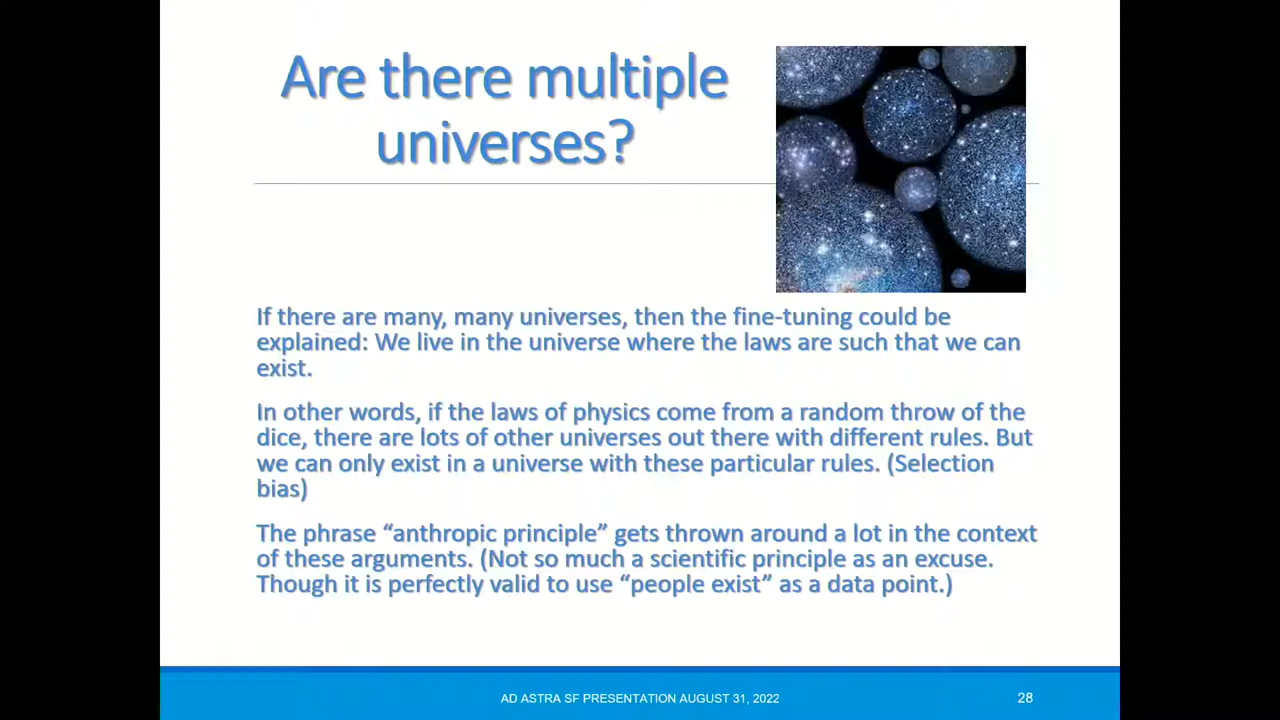 Are there multiple
universes?
If there are many, many universes, then the fine-tuning could be
explained: We live in the universe where the laws are such that we can
exist.
In other words, if the laws of physics come from a random throw of the
dice, there are lots of other universes out there with different rules. But
we can only exist in a universe with these particular rules. (Selection
bias)
The phrase “anthropic principle” gets thrown around a lot in the context
of these arguments. (Not so much a scientific principle as an excuse.
Though it is perfectly valid to use “people exist” as a data point.)
AD ASTRA SF PRESENTATION AUGUST 31, 2022
28